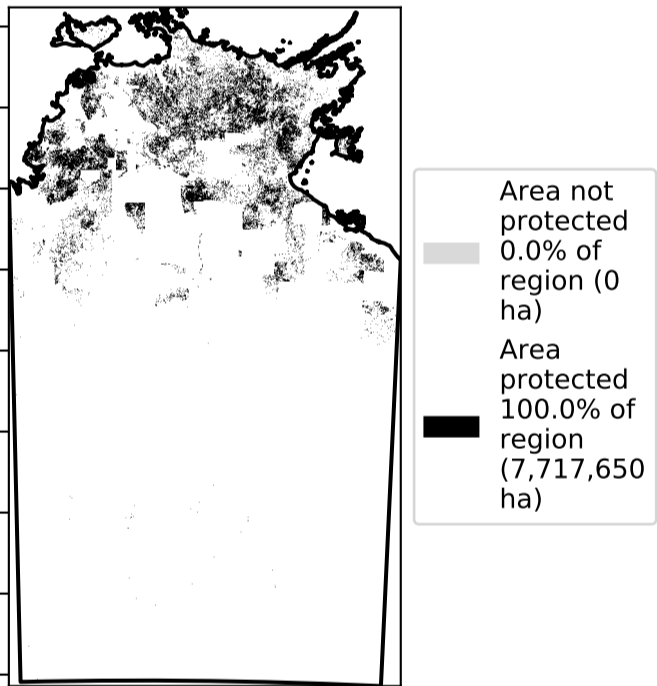 Area not
protected
0.0% of
region (0
ha)
Area
protected
100.0% of
region
(7,717,650
ha)